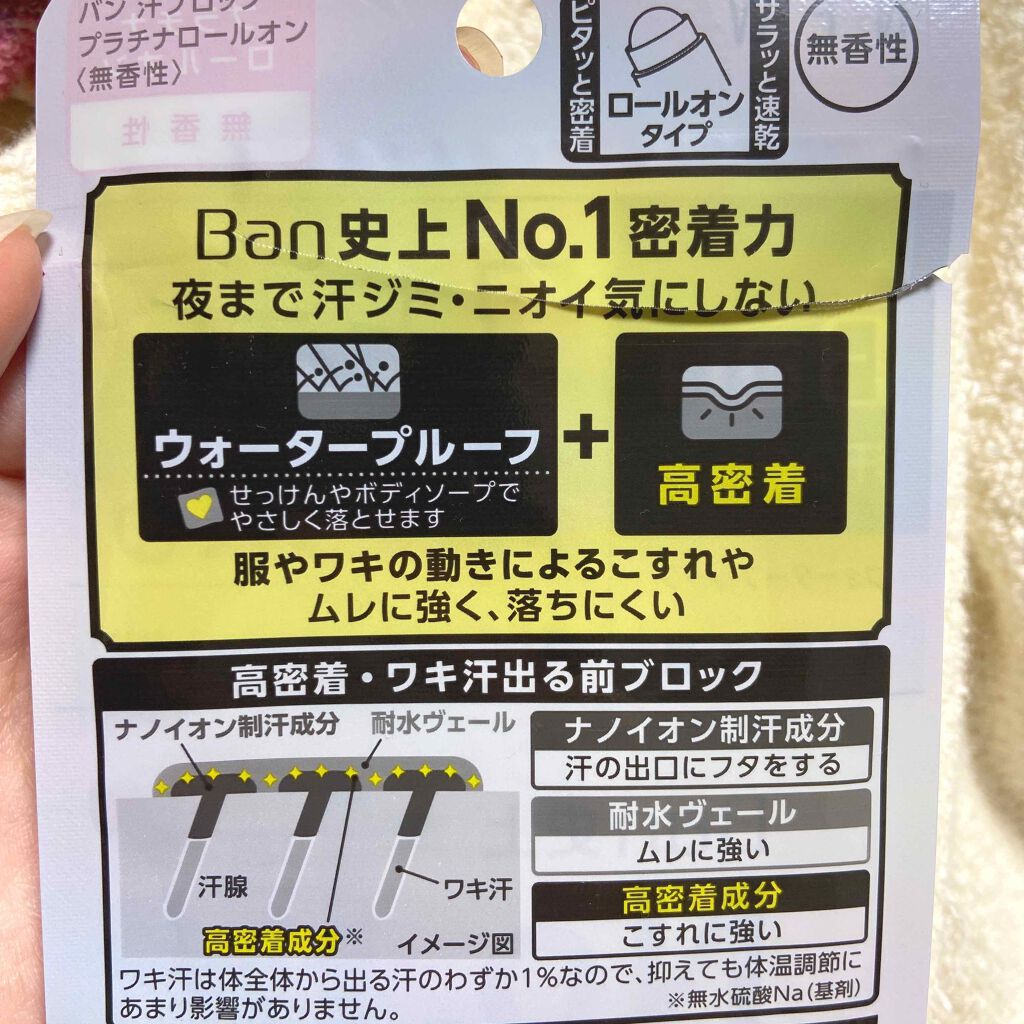 バン 汗ブロック
プラチナロールオン
〈無香性〉
無香性
ピタッと密着
ロールオン
タイプ
サラッと速乾
無香性
Ban史上No.1密着力
夜まで汗ジミ・ニオイ気にしない
ウォータープルーフ
せっけんやボディソープで
やさしく落とせます
+
高密着
服やワキの動きによるこすれや
ムレに強く、落ちにくい
高密着・ワキ汗出る前ブロック
ナノイオン制汗成分
耐水ヴェール
汗腺
ワキ汗
高密着成分※
イメージ図
ナノイオン制汗成分
汗の出口にフタをする
耐水ヴェール
ムレに強い
高密着成分
こすれに強い
ワキ汗は体全体から出る汗のわずか1%なので、抑えても体温調節に
あまり影響がありません。
※無水硫酸Na(基剤)